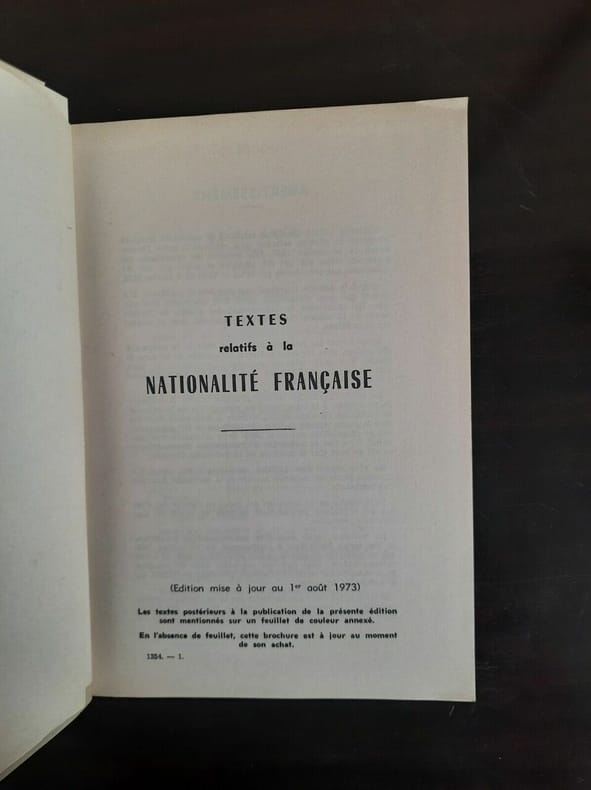 TEXTES
relatifs à la
NATIONALITÉ FRANÇAISE
(Edition mise à jour au 1er août 1973)
Les textes postérieurs à la publication de la présente édition
sont mentionnés sur un feuillet de couleur annexé.
En l'absence de feuillet, cette brochure est à jour au moment
de son achat.
1354. — 1.